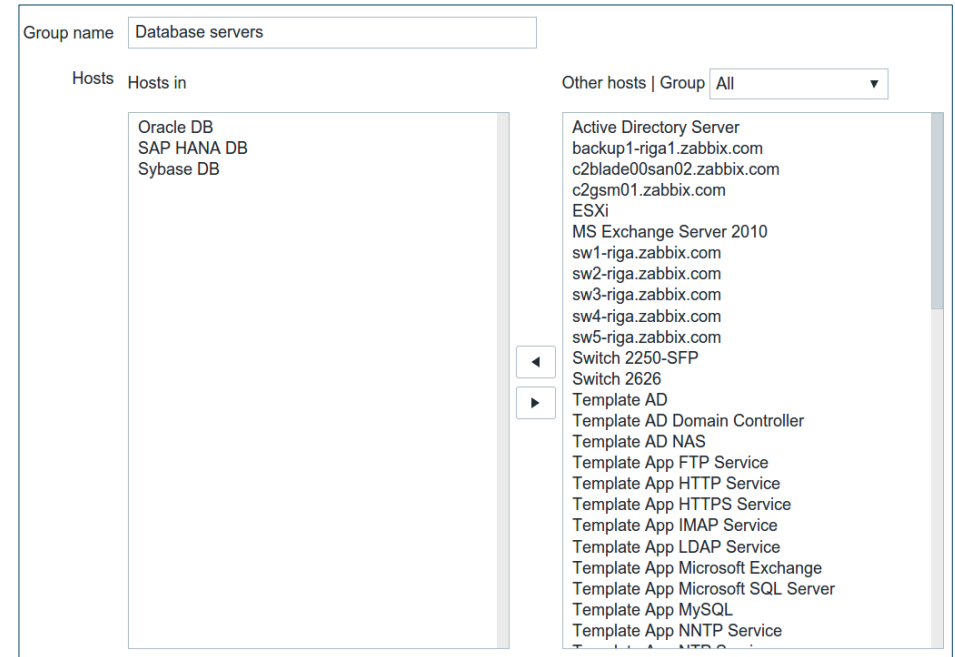 Group name Database servers
Hosts Hosts in Other hosts | Group All
Oracle DB
SAP HANA DB
Sybase DB
Active Directory Server
backup1-riga1.zabbix.com
c2blade00san02.zabbix.com
c2gsm01.zabbix.com
ESXi
MS Exchange Server 2010
sw1-riga.zabbix.com
sw2-riga.zabbix.com
sw3-riga.zabbix.com
sw4-riga.zabbix.com
sw5-riga.zabbix.com
Switch 2250-SFP
Switch 2626
Template AD
Template AD Domain Controller
Template AD NAS
Template App FTP Service
Template App HTTP Service
Template App HTTPS Service
Template App IMAP Service
Template App LDAP Service
Template App Microsoft Exchange
Template App Microsoft SQL Server
Template App MySQL
Template App NNTP Service